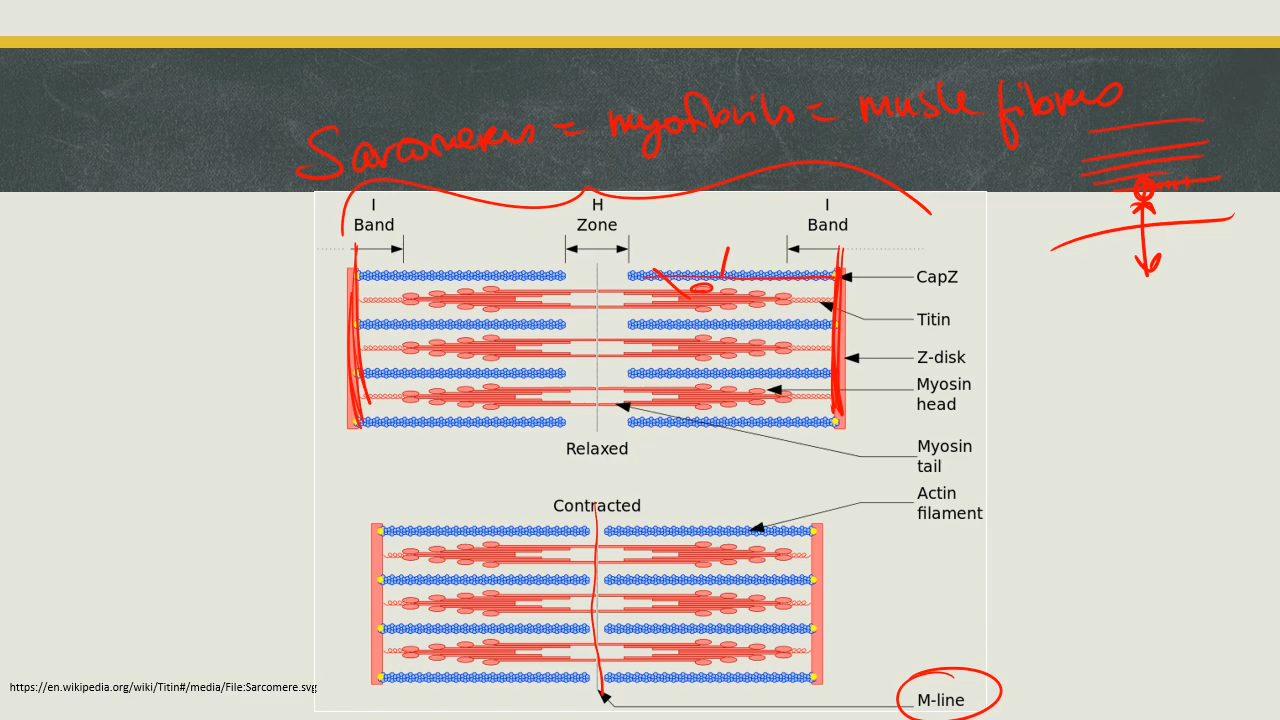 Sarcomeres = myofibrils = muscle fibres
I
Band
H
Zone
I
Band
CapZ
Titin
Z-disk
Myosin
head
Relaxed
Myosin
tail
Contracted
Actin
filament
https://en.wikipedia.org/wiki/Titin#/media/File:Sarcomere.svg
M-line